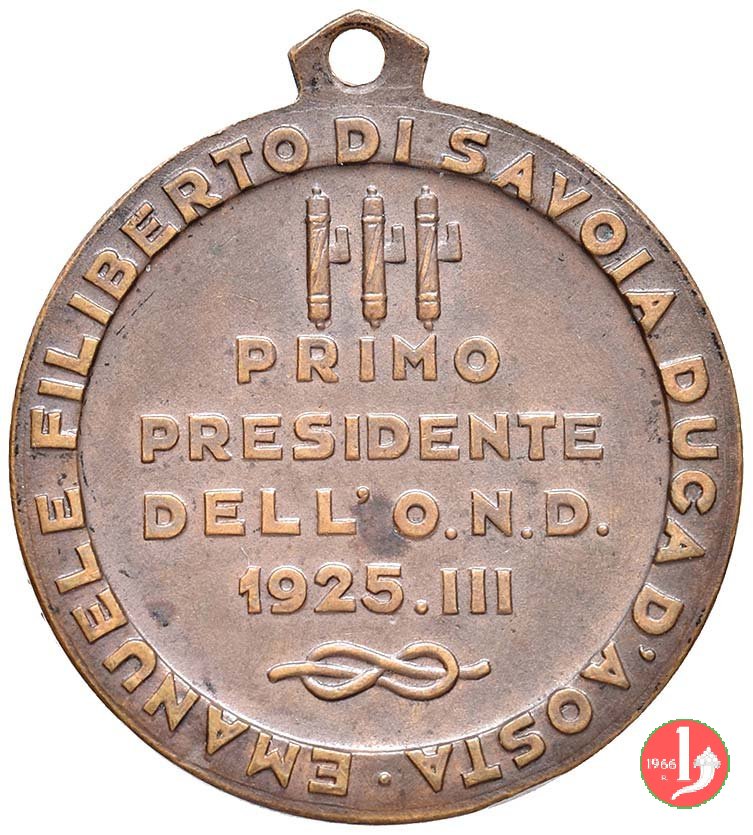 EMANUELE FILIBERTO DI SAVOIA DUCA D'AOSTA ·
PRIMO
PRESIDENTE
DELL'O.N.D.
1925.III
1966
R